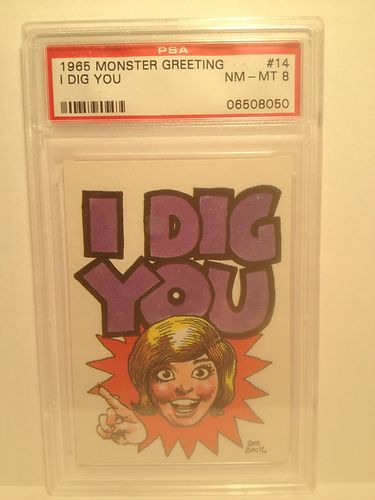 PSA
1965 MONSTER GREETING #14
I DIG YOU NM - MT 8
06508050
I DIG
YOU